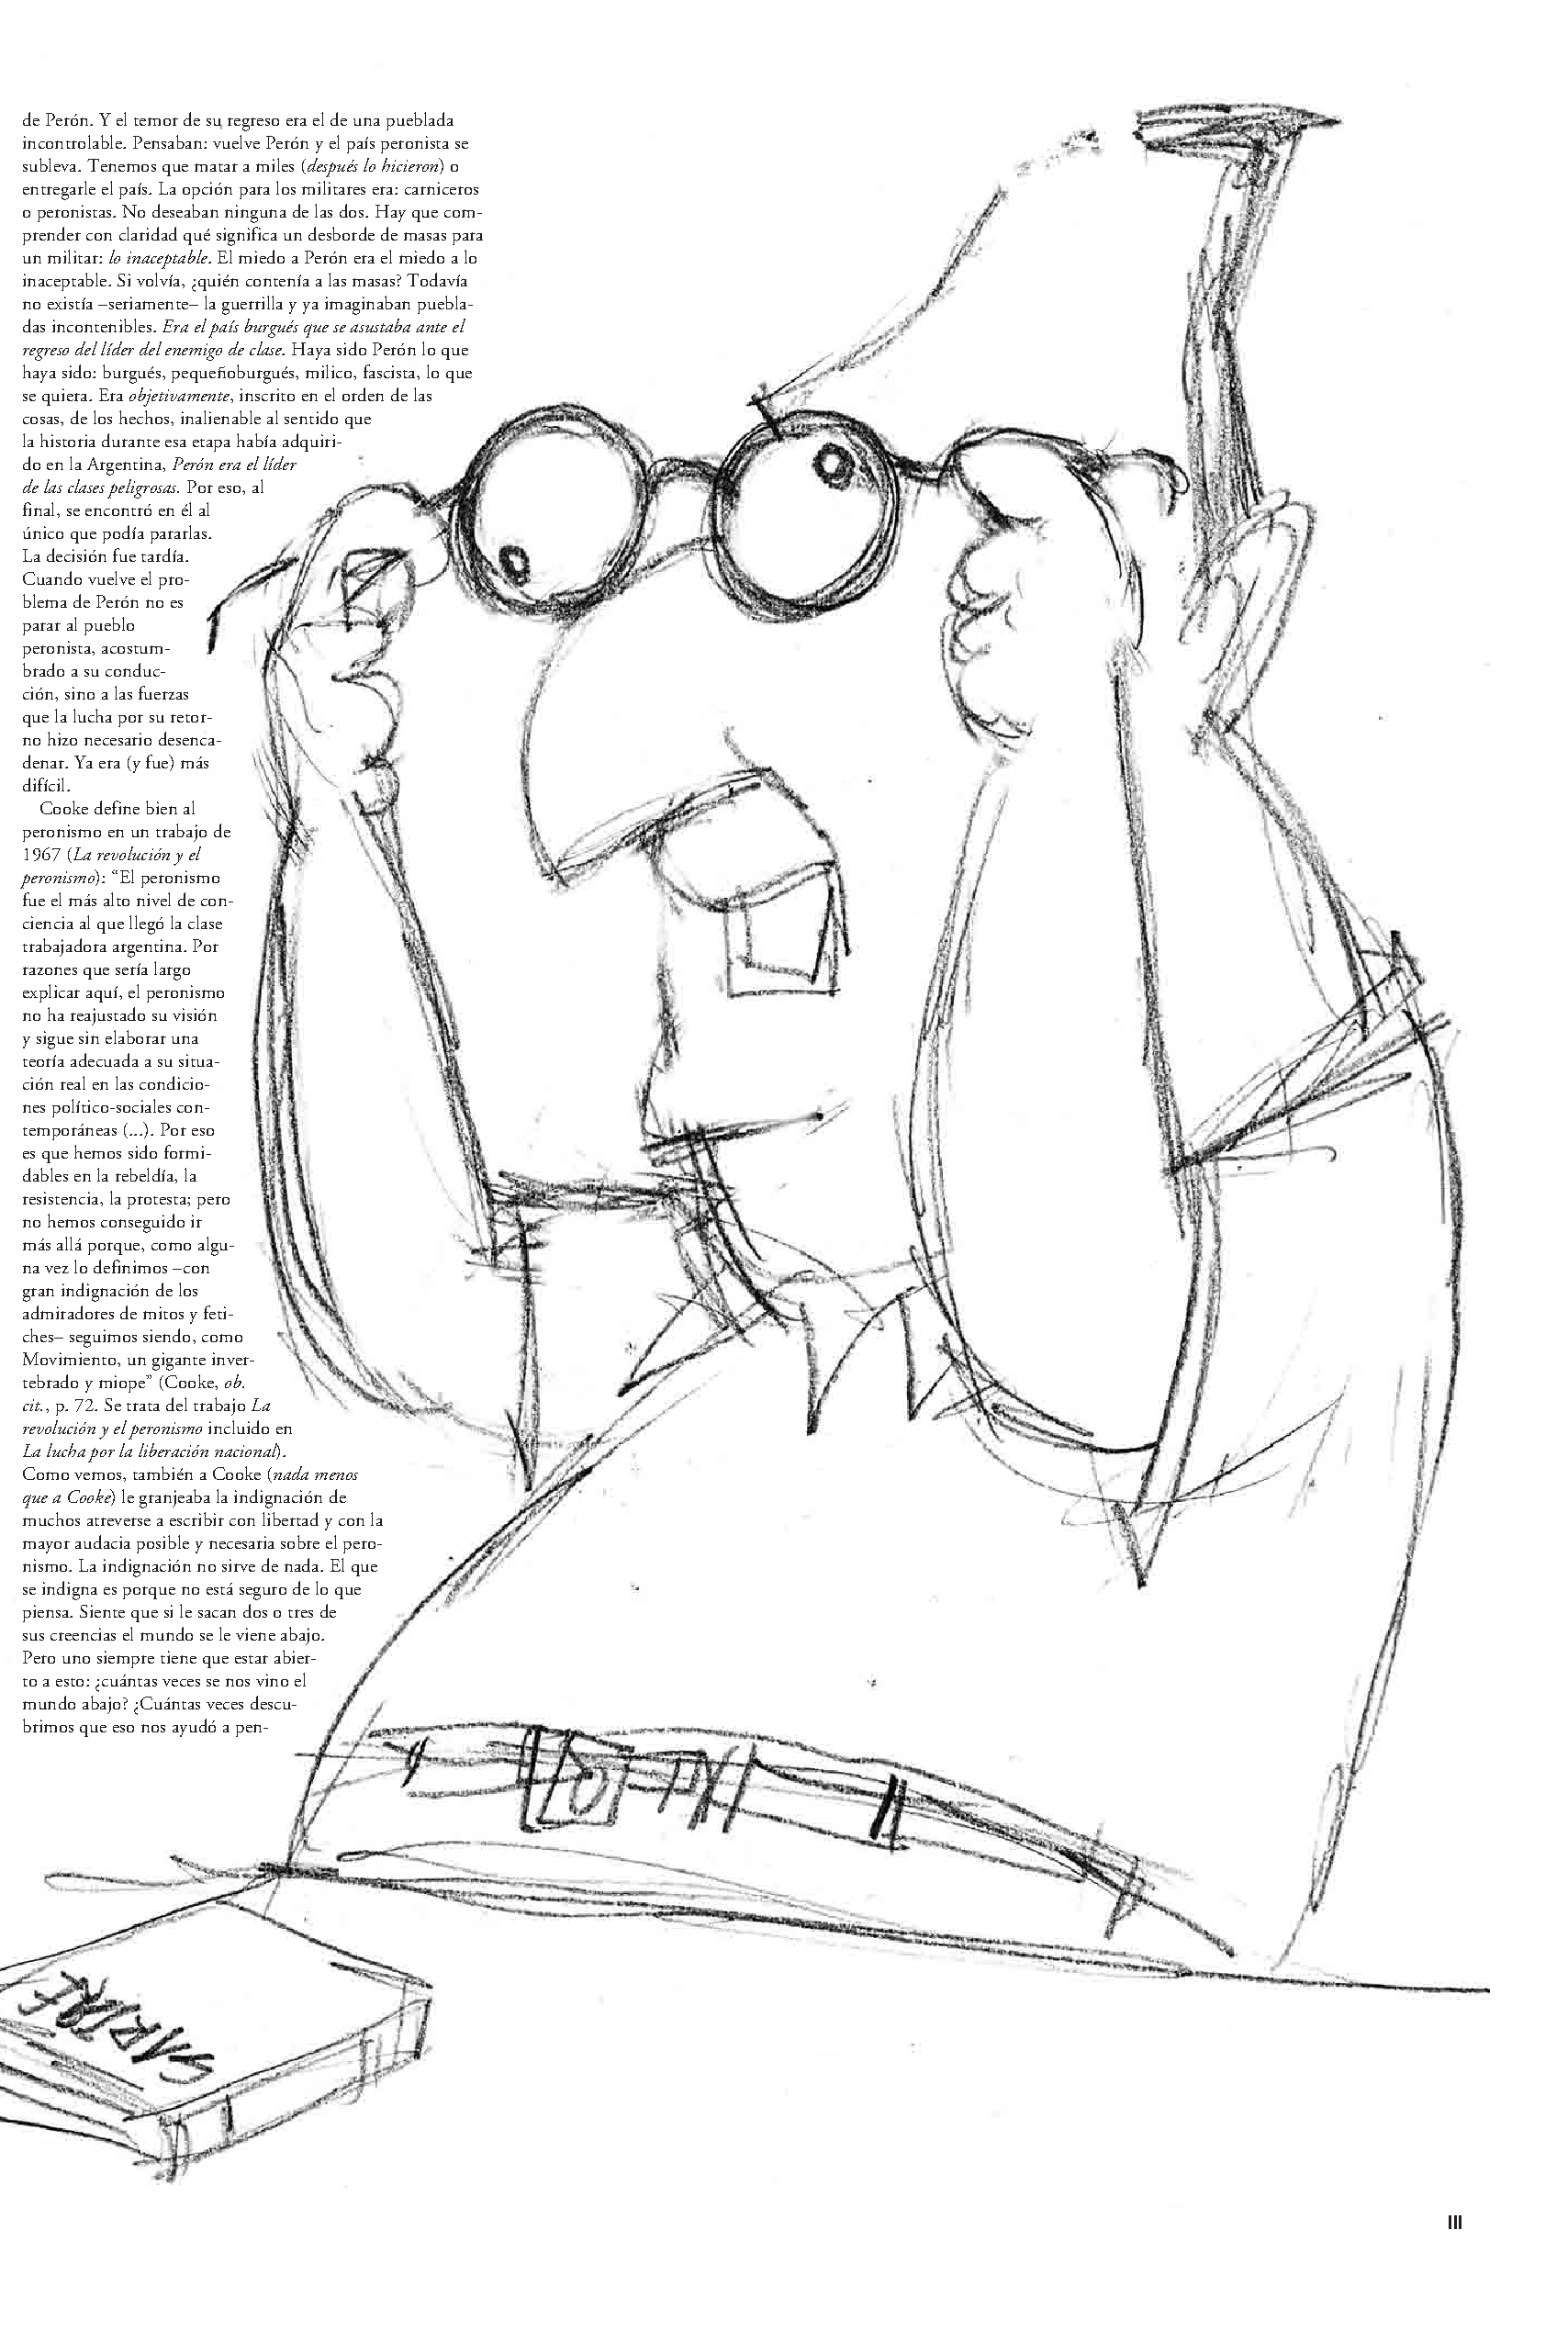 de Perón. Y el temor de su regreso era el de una pueblada
incontrolable. Pensaban: vuelve Perón y el país peronista se
subleva. Tenemos que matar a miles (después lo hicieron) o
entregarle el país. La opción para los militares era: carniceros
o peronistas. No deseaban ninguna de las dos. Hay que com-
prender con claridad qué significa un desborde de masas para
un militar: lo inaceptable. El miedo a Perón era el miedo a lo
inaceptable. Si volvía, ¿quién contenía a las masas? Todavía
no existía –seriamente– la guerrilla y ya imaginaban puebla-
das incontenibles. Era el país burgués que se asustaba ante el
regreso del líder del enemigo de clase. Haya sido Perón lo que
haya sido: burgués, pequeñoburgués, milico, fascista, lo que
se quiera. Era objetivamente, inscrito en el orden de las
cosas, de los hechos, inalienable al sentido que
la historia durante esa etapa había adquiri-
do en la Argentina, Perón era el líder
de las clases peligrosas. Por eso, al
final, se encontró en él al
único que podía pararlas.
La decisión fue tardía.
Cuando vuelve el pro-
blema de Perón no es
parar al pueblo
peronista, acostum-
brado a su conduc-
ción, sino a las fuerzas
que la lucha por su retor-
no hizo necesario desenca-
denar. Ya era (y fue) más
difícil.
Cooke define bien al
peronismo en un trabajo de
1967 (La revolución y el
peronismo): “El peronismo
fue el más alto nivel de con-
ciencia al que llegó la clase
trabajadora argentina. Por
razones que sería largo
explicar aquí, el peronismo
no ha reajustado su visión
y sigue sin elaborar una
teoría adecuada a su situa-
ción real en las condicio-
nes político-sociales con-
temporáneas (...). Por eso
es que hemos sido formi-
dables en la rebeldía, la
resistencia, la protesta; pero
no hemos conseguido ir
más allá porque, como algu-
na vez lo definimos –con
gran indignación de los
admiradores de mitos y feti-
ches– seguimos siendo, como
Movimiento, un gigante inver-
tebrado y miope” (Cooke, ob.
cit., p. 72. Se trata del trabajo La
revolución y el peronismo incluido en
La lucha por la liberación nacional).
Como vemos, también a Cooke (nada menos
que a Cooke) le granjeaba la indignación de
muchos atreverse a escribir con libertad y con la
mayor audacia posible y necesaria sobre el pero-
nismo. La indignación no sirve de nada. El que
se indigna es porque no está seguro de lo que
piensa. Siente que si le sacan dos o tres de
sus creencias el mundo se le viene abajo.
Pero uno siempre tiene que estar abier-
to a esto: ¿cuántas veces se nos vino el
mundo abajo? ¿Cuántas veces descu-
brimos que eso nos ayudó a pen-
SARTRE
III